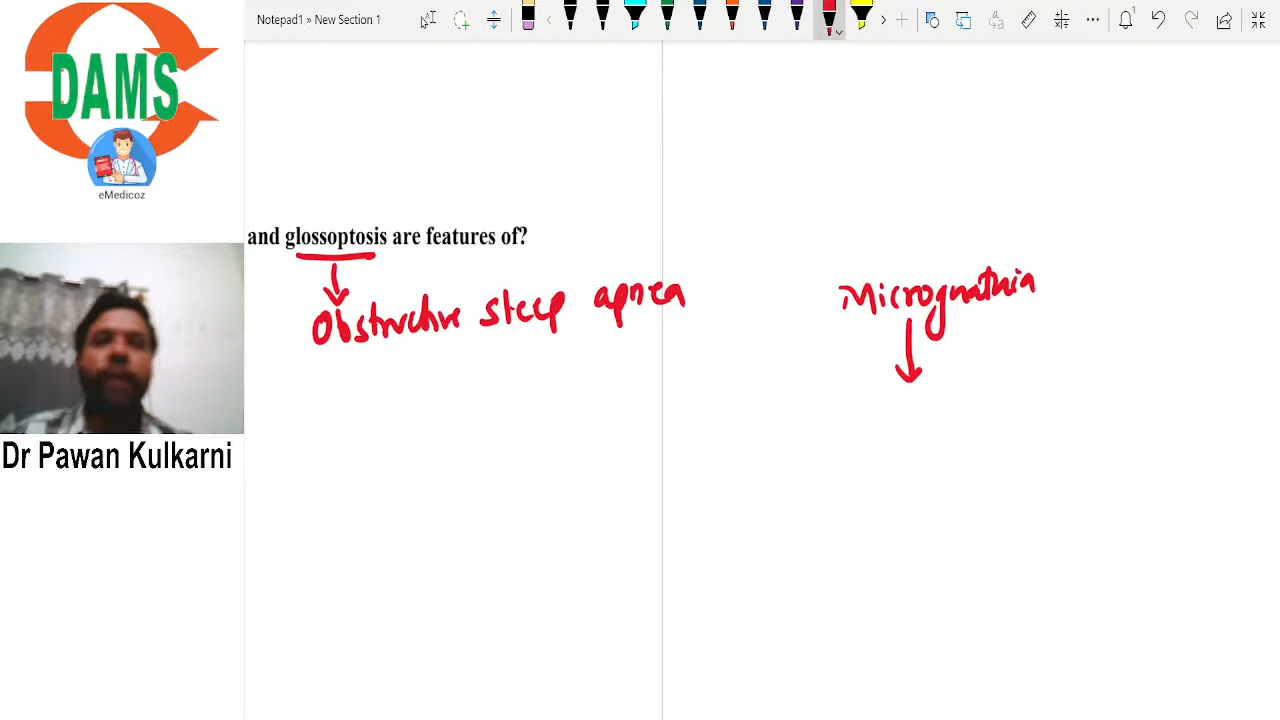 Notepad1 » New Section 1
DAMS
eMedicoz
and glossoptosis are features of?
Obstructive sleep apnea
Micrognathia
Dr Pawan Kulkarni